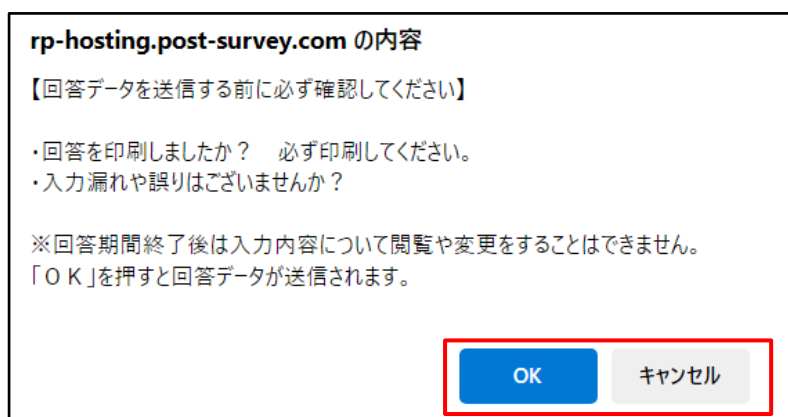 rp-hosting.post-survey.com の内容
【回答データを送信する前に必ず確認してください】
・回答を印刷しましたか？　必ず印刷してください。
・入力漏れや誤りはございませんか？
※回答期間終了後は入力内容について閲覧や変更をすることはできません。
「ＯＫ」を押すと回答データが送信されます。
OK キャンセル